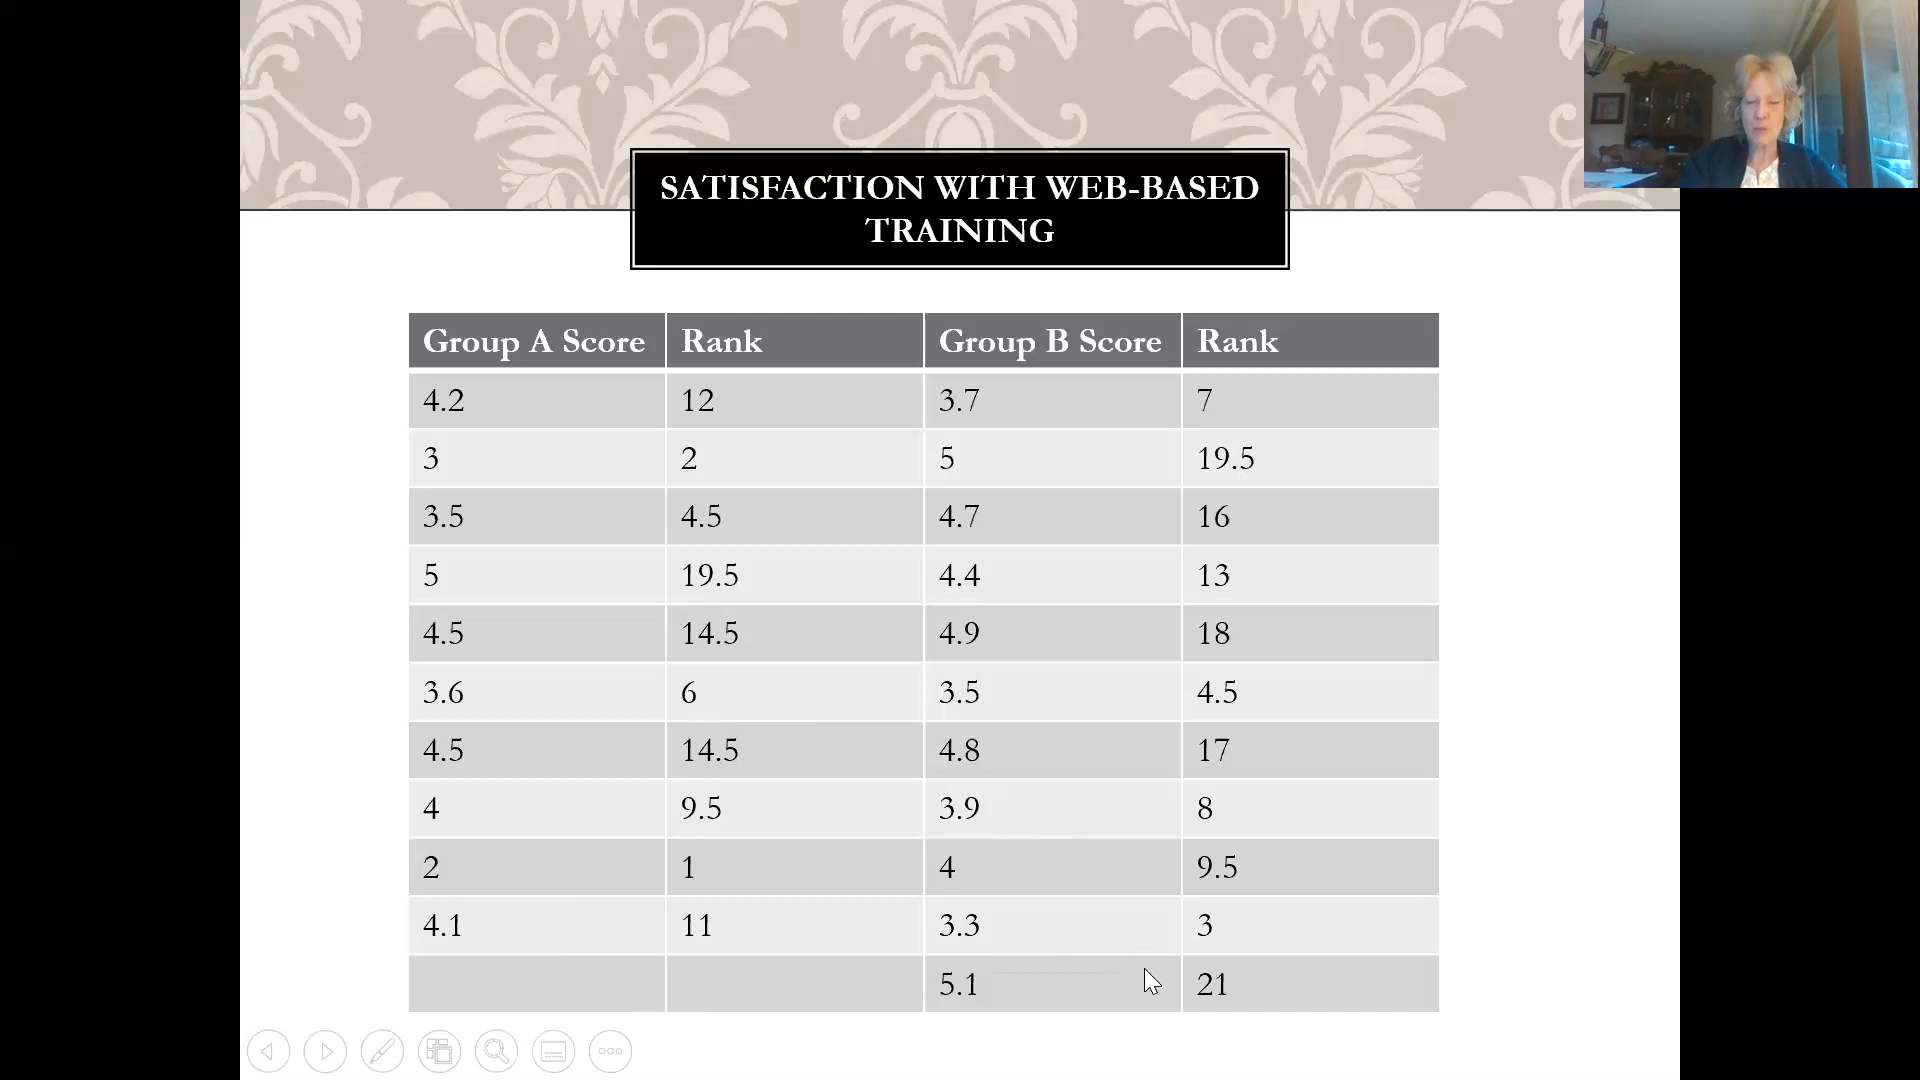 SATISFACTION WITH WEB-BASED
TRAINING
Group A Score Rank Group B Score Rank
4.2 12 3.7 7
3 2 5 19.5
3.5 4.5 4.7 16
5 19.5 4.4 13
4.5 14.5 4.9 18
3.6 6 3.5 4.5
4.5 14.5 4.8 17
4 9.5 3.9 8
2 1 4 9.5
4.1 11 3.3 3
5.1 21